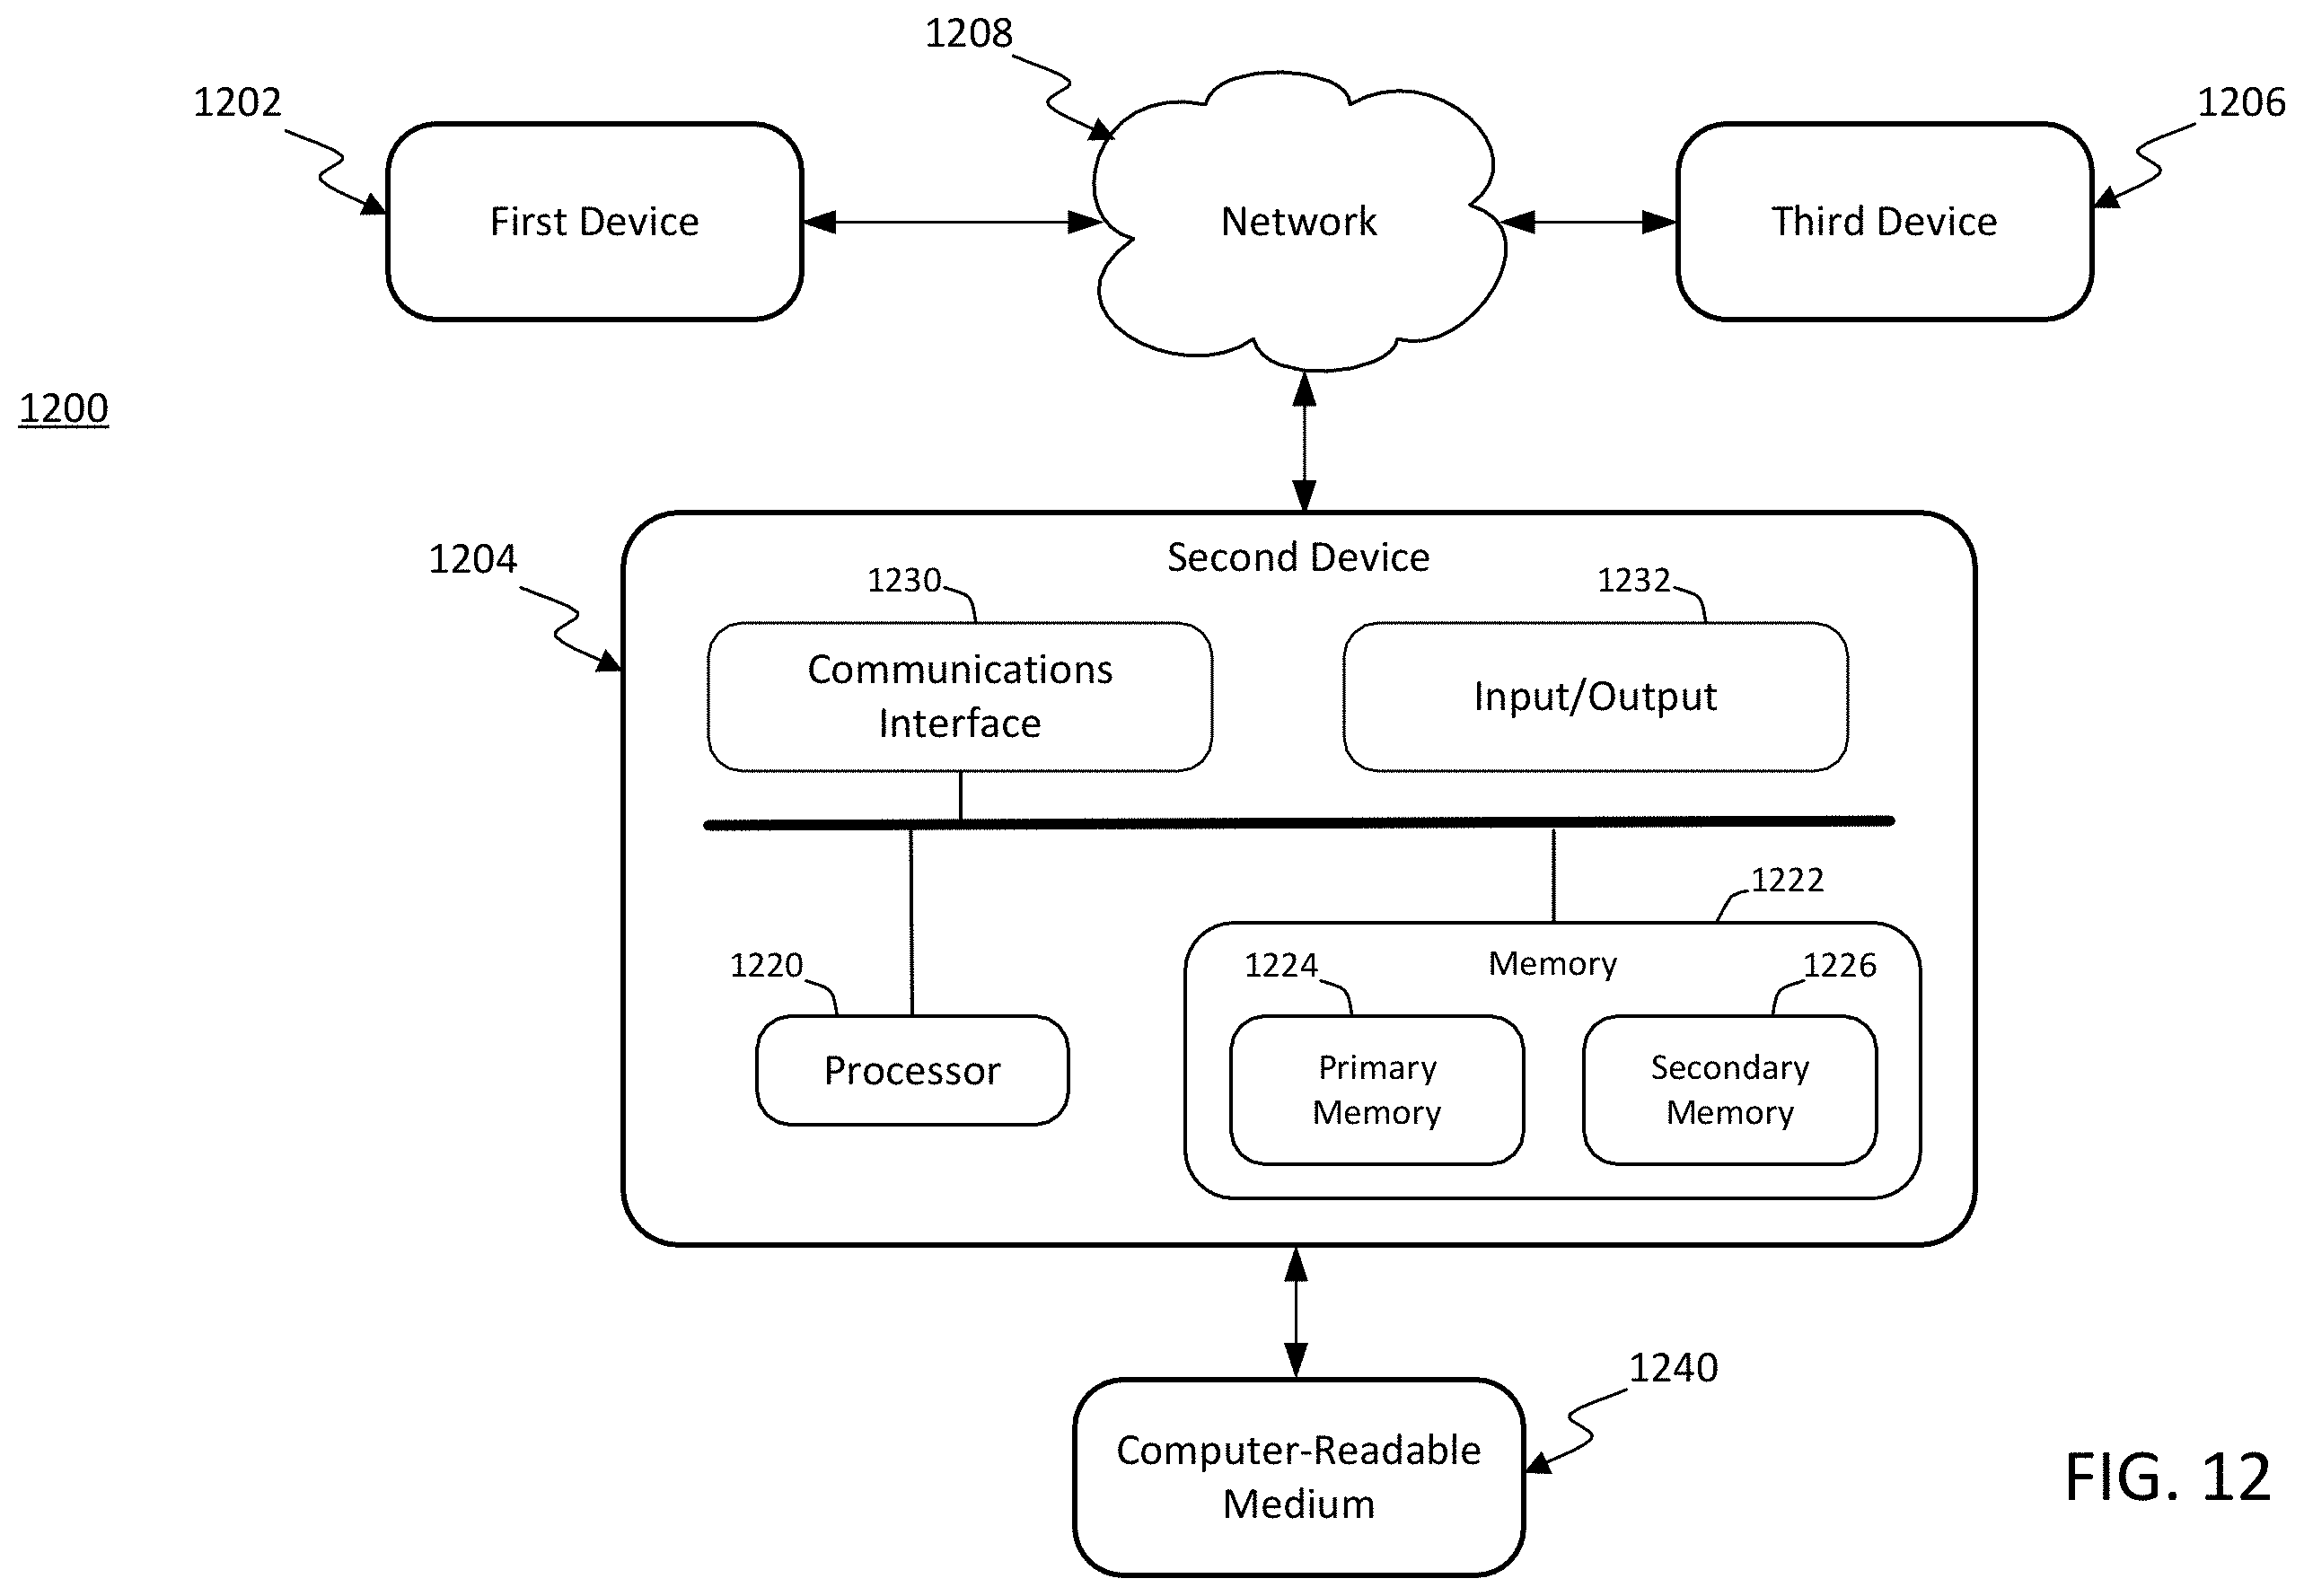 1208
1202
1206
First Device
Network
Third Device
1200
1204
Second Device
1230
1232
Communications
Interface
Input/Output
1222
1220
1224
Memory
1226
Processor
Primary
Memory
Secondary
Memory
1240
Computer-Readable
Medium
FIG. 12